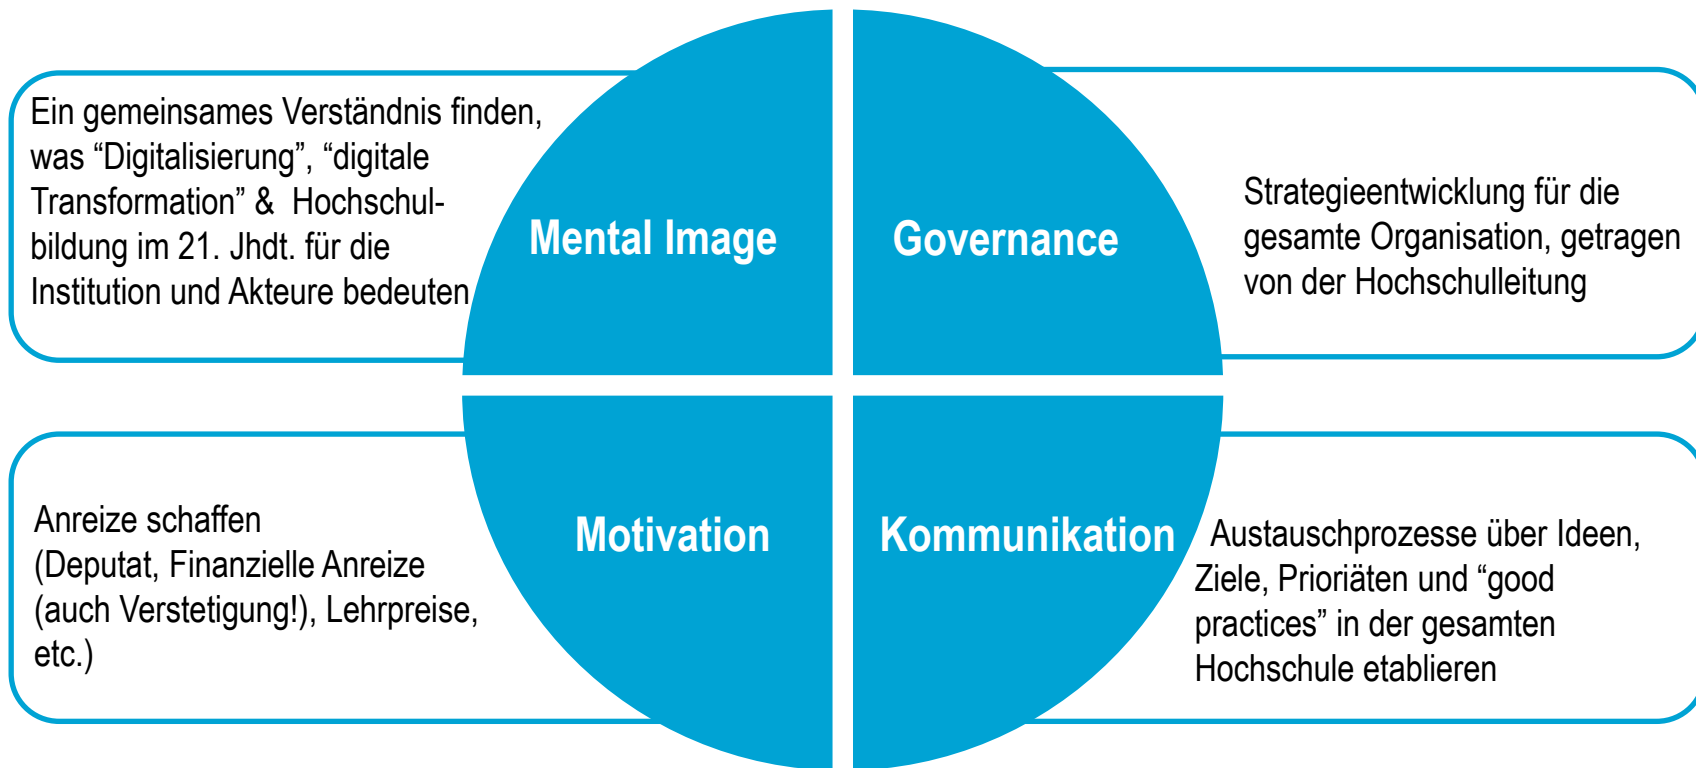 Ein gemeinsames Verständnis finden,
was “Digitalisierung”, “digitale
Transformation” & Hochschul-
bildung im 21. Jhdt. für die
Institution und Akteure bedeuten
Mental Image
Governance
Strategieentwicklung für die
gesamte Organisation, getragen
von der Hochschulleitung
Anreize schaffen
(Deputat, Finanzielle Anreize
(auch Verstetigung!), Lehrpreise,
etc.)
Motivation
Kommunikation
Austauschprozesse über Ideen,
Ziele, Prioriäten und “good
practices” in der gesamten
Hochschule etablieren